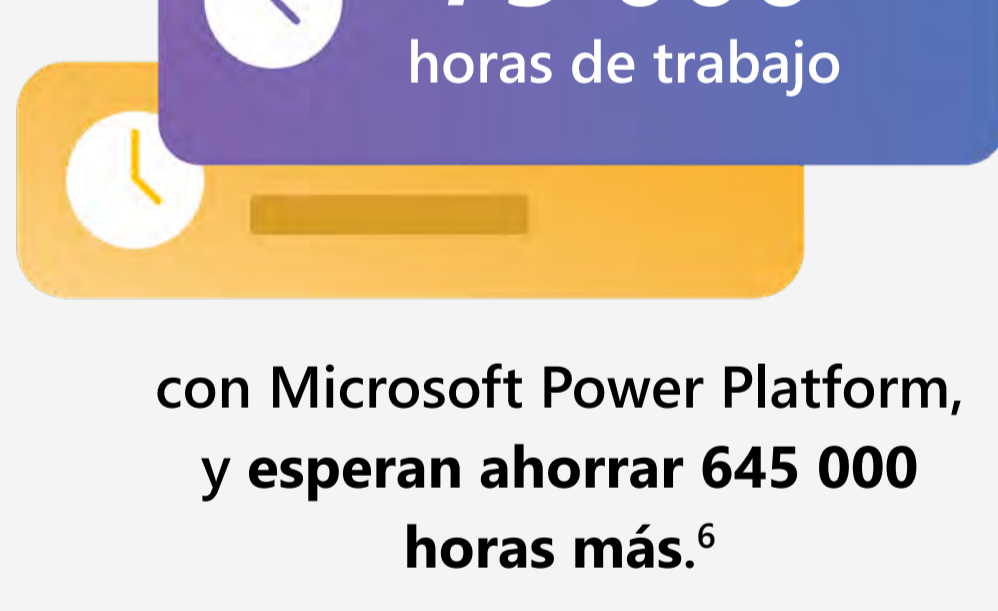 horas de trabajo
con Microsoft Power Platform,
y esperan ahorrar 645 000
horas más.⁶